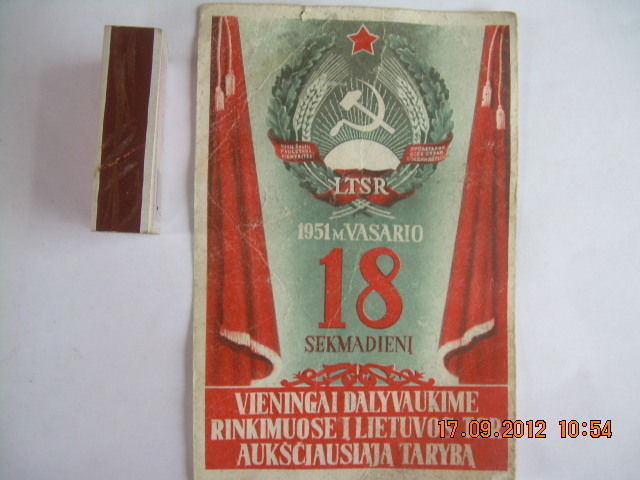 LTSR
1951 M. VASARIO
18
SEKMADIENĮ
VIENINGAI DALYVAUKIME
RINKIMUOSE Į LIETUVOS TSR
AUKŠČIAUSIĄJĄ TARYBĄ
17.09.2012 10:54